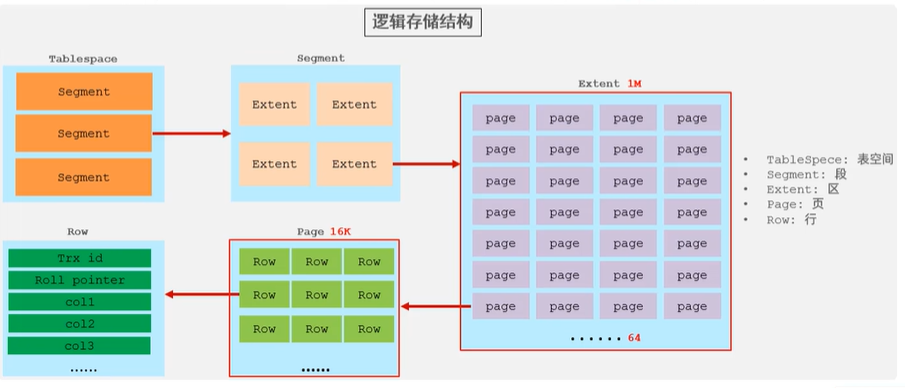 逻辑存储结构
Tablespace
Segment
Segment
Segment
Segment
Extent Extent
Extent Extent
Extent 1M
page page page page
page page page page
page page page page
page page page page
page page page page
page page page page
page page page page
...... 64
• TableSpece: 表空间
• Segment: 段
• Extent: 区
• Page: 页
• Row: 行
Row
Trx id
Roll pointer
col1
col2
col3
......
Page 16K
Row Row Row
Row Row Row
Row Row Row
......